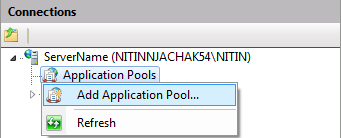 Connections
ServerName (NITINNJACHAK54\NITIN)
Application Pools
Add Application Pool...
Refresh